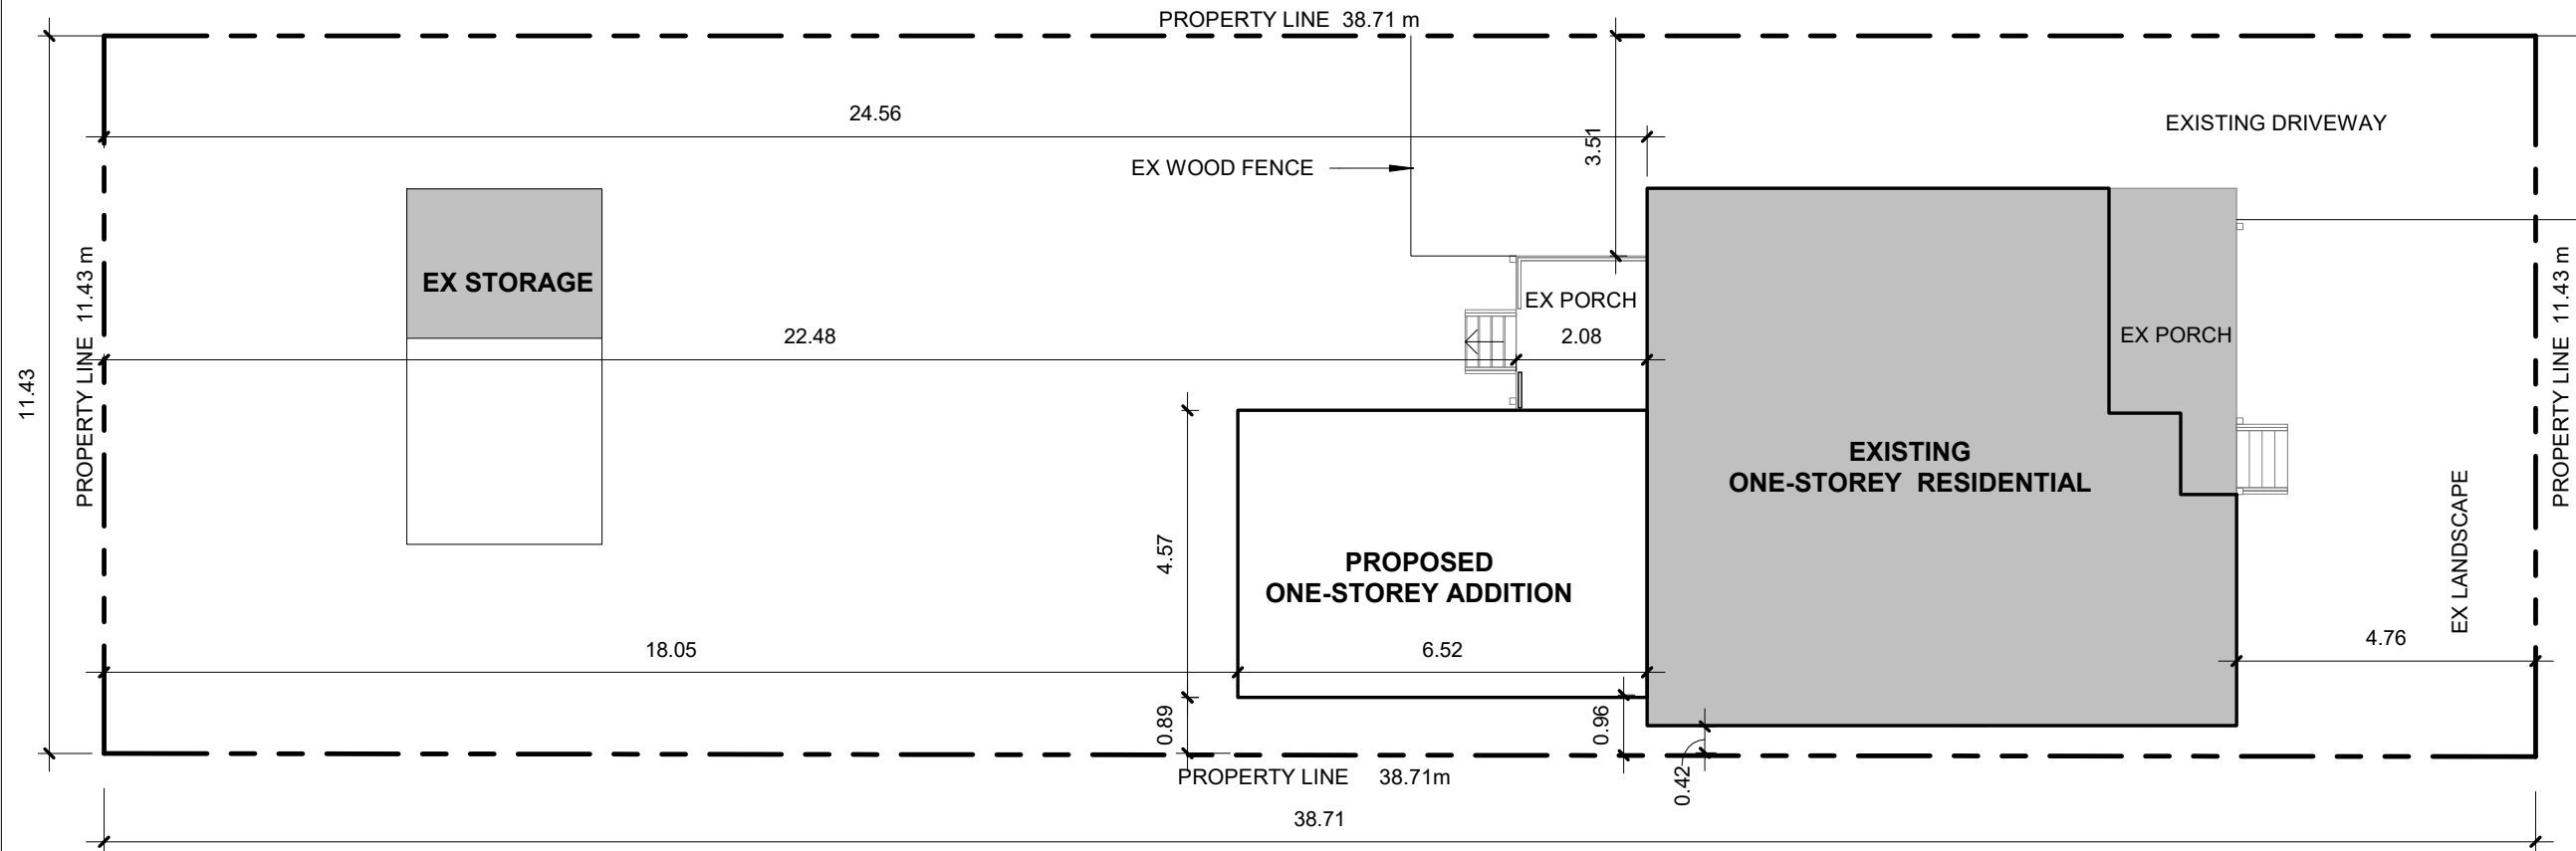 PROPERTY LINE 38.71 m
24.56
EXISTING DRIVEWAY
3.51
EX WOOD FENCE
EX STORAGE
EX PORCH
22.48
2.08
EX PORCH
PROPERTY LINE 11.43 m
11.43
PROPERTY LINE 11.43 m
EXISTING
ONE-STOREY RESIDENTIAL
4.57
PROPOSED
ONE-STOREY ADDITION
EX LANDSCAPE
18.05
6.52
4.76
0.89
0.96
0.42
PROPERTY LINE 38.71m
38.71